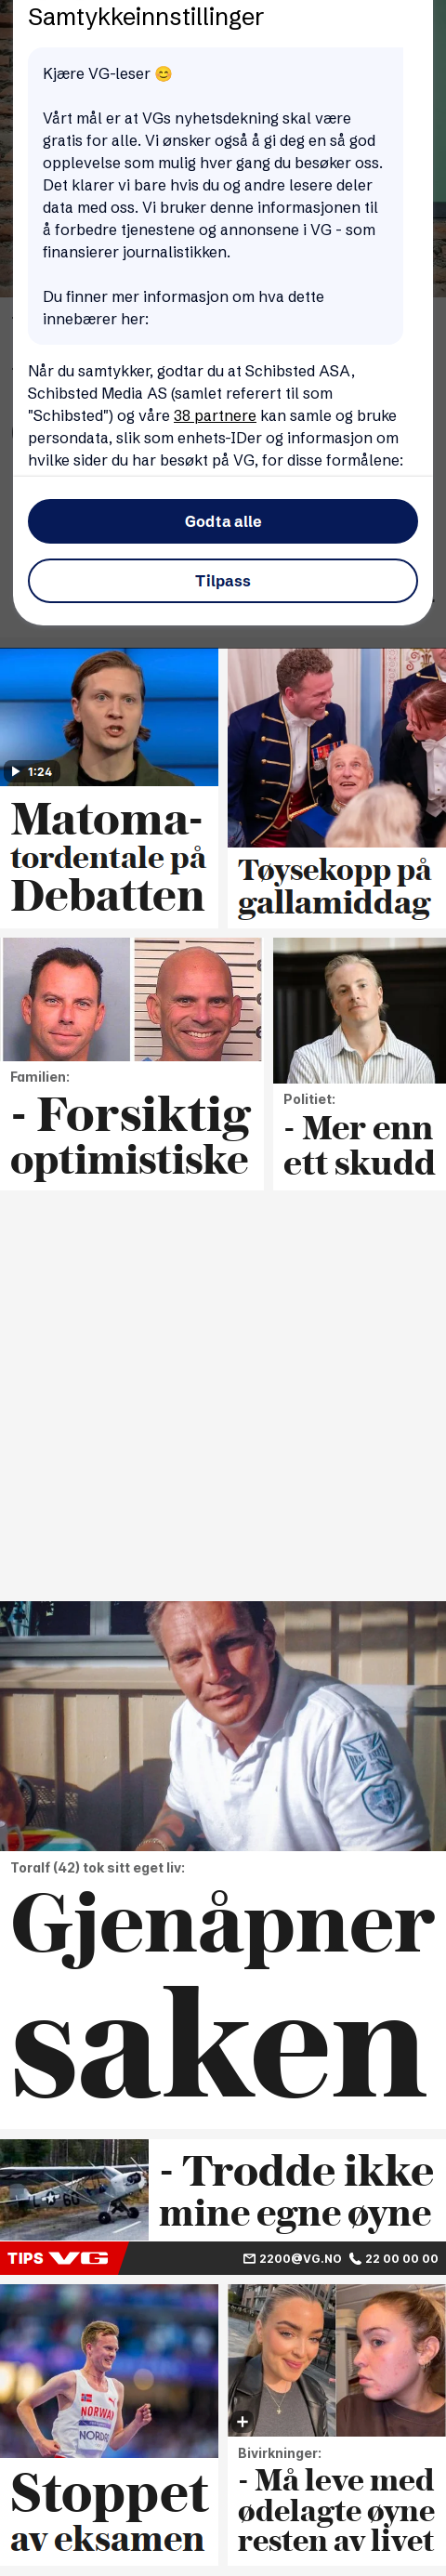 Samtykkeinnstillinger
Kjære VG-leser 😊
Vårt mål er at VGs nyhetsdekning skal være
gratis for alle. Vi ønsker også å gi deg en så god
opplevelse som mulig hver gang du besøker oss.
Det klarer vi bare hvis du og andre lesere deler
data med oss. Vi bruker denne informasjonen til
å forbedre tjenestene og annonsene i VG - som
finansierer journalistikken.
Du finner mer informasjon om hva dette
innebærer her:
Når du samtykker, godtar du at Schibsted ASA,
Schibsted Media AS (samlet referert til som
"Schibsted") og våre 38 partnere kan samle og bruke
persondata, slik som enhets-IDer og informasjon om
hvilke sider du har besøkt på VG, for disse formålene:
Godta alle
Tilpass
1:24
Matoma-
tordentale på
Debatten
Tøysekopp på
gallamiddag
Familien:
- Forsiktig
optimistiske
Politiet:
- Mer enn
ett skudd
Toralf (42) tok sitt eget liv:
Gjenåpner
saken
- Trodde ikke
mine egne øyne
TIPS VG 2200@VG.NO 22 00 00 00
NORWAY
Stoppet
av eksamen
Bivirkninger:
- Må leve med
ødelagte øyne
resten av livet